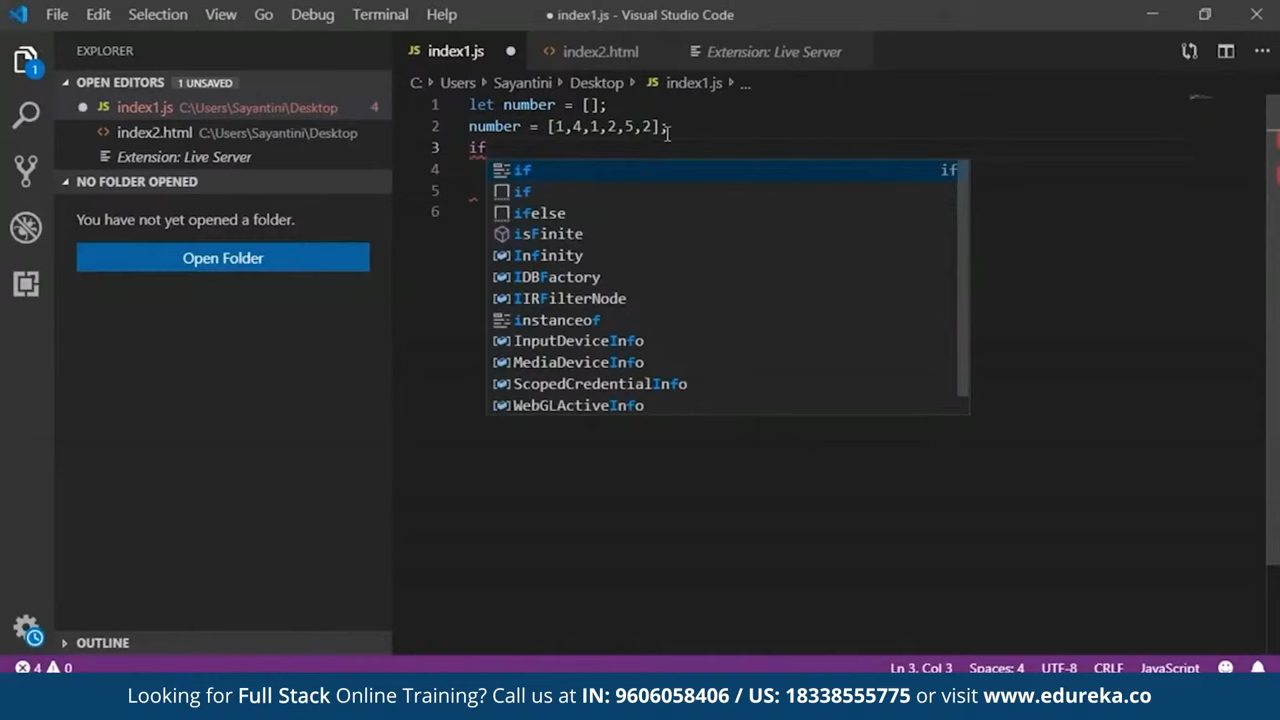 File Edit Selection View Go Debug Terminal Help
● index1.js - Visual Studio Code
EXPLORER
index1.js
index2.html
Extension: Live Server
1
OPEN EDITORS 1 UNSAVED
C: Users Sayantini Desktop JS index1.js ...
JS index1.js C:\Users\Sayantini\Desktop 4
index2.html C:\Users\Sayantini\Desktop
Extension: Live Server
NO FOLDER OPENED
You have not yet opened a folder.
Open Folder
1 let number = [];
2 number = [1,4,1,2,5,2];
3 if
4
5
6
if if
if
ifelse
isFinite
Infinity
IDBFactory
IIRFilterNode
instanceof
InputDeviceInfo
MediaDeviceInfo
ScopedCredentialInfo
WebGLActiveInfo
OUTLINE
4 0 Ln 3, Col 3 Spaces: 4 UTF-8 CRLF JavaScript
Looking for Full Stack Online Training? Call us at IN: 9606058406 / US: 18338555775 or visit www.edureka.co